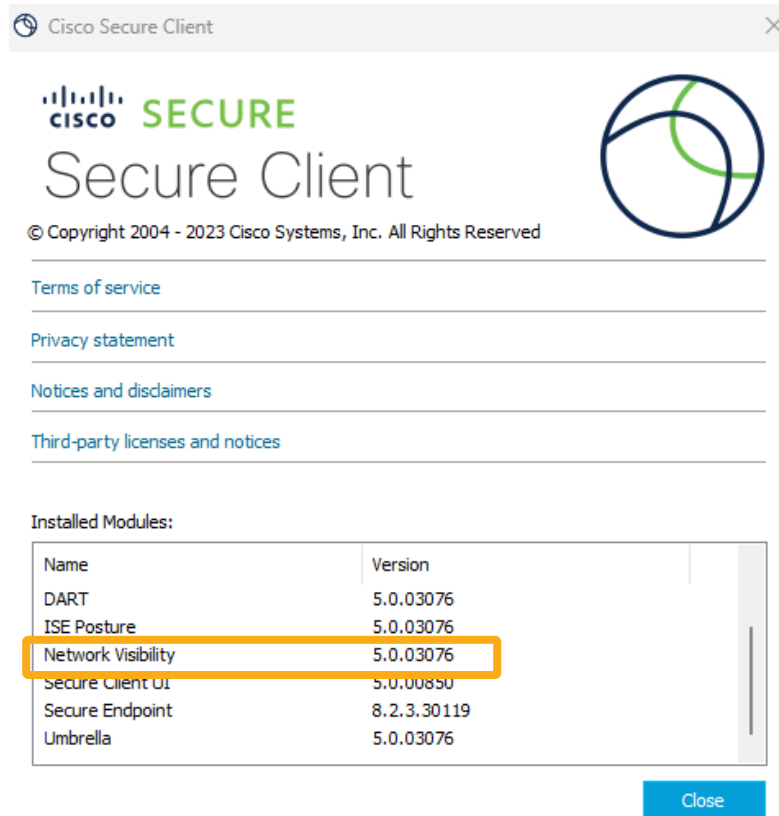 Cisco Secure Client
CISCO SECURE
Secure Client
© Copyright 2004 - 2023 Cisco Systems, Inc. All Rights Reserved
Terms of service
Privacy statement
Notices and disclaimers
Third-party licenses and notices
Installed Modules:
Name Version
DART 5.0.03076
ISE Posture 5.0.03076
Network Visibility 5.0.03076
Secure Client UI 5.0.00850
Secure Endpoint 8.2.3.30119
Umbrella 5.0.03076
Close